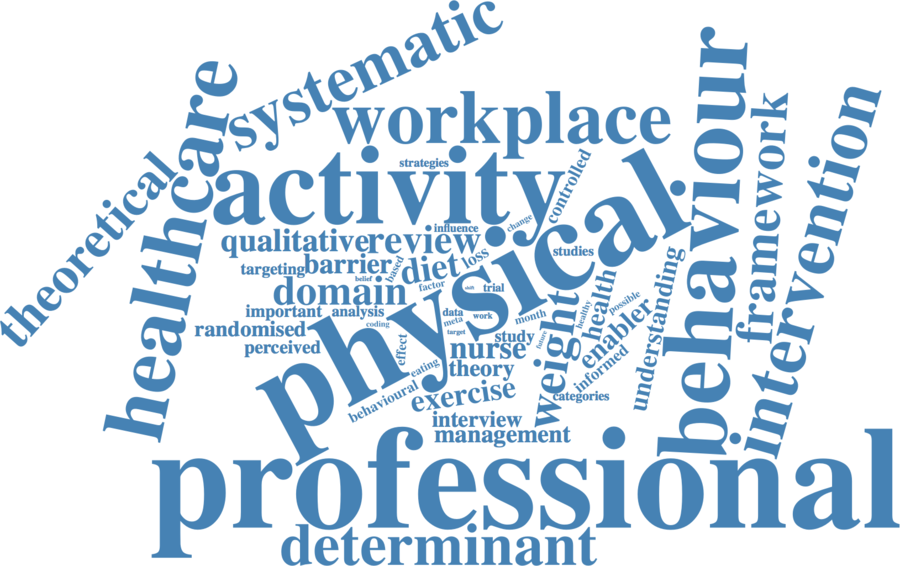 systematic
healthcare
theoretical
workplace
behaviour
framework
intervention
strategies
activity
controlled
physical
change
influence
qualitative
review
studies
targeting
barrier
based
diet
loss
belief
factor
trial
domain
important
analysis
data
work
month
randomised
coding
meta
target
study
perceived
effect
nurse
weight
healthy
health
possible
enabler
understanding
future
eating
theory
informed
behavioural
exercise
categories
interview
management
professional
determinant